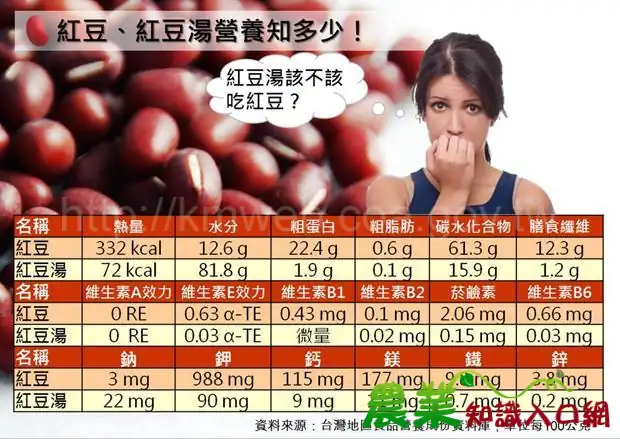 紅豆、紅豆湯營養知多少！
紅豆湯該不該
吃紅豆？
名稱 熱量 水分 粗蛋白 粗脂肪 碳水化合物 膳食纖維
紅豆 332 kcal 12.6 g 22.4 g 0.6 g 61.3 g 12.3 g
紅豆湯 72 kcal 81.8 g 1.9 g 0.1 g 15.9 g 1.2 g
名稱 維生素A效力 維生素E效力 維生素B1 維生素B2 菸鹼素 維生素B6
紅豆 0 RE 0.63 α-TE 0.43 mg 0.1 mg 2.06 mg 0.66 mg
紅豆湯 0 RE 0.03 α-TE 微量 0.02 mg 0.15 mg 0.03 mg
名稱 鈉 鉀 鈣 鎂 鐵 鋅
紅豆 3 mg 988 mg 115 mg 177 mg mg mg
紅豆湯 22 mg 90 mg 9 mg 0.7 mg 0.2 mg
農業知識入口網
資料來源：台灣地區食品營養成份資料庫；單位每100公克